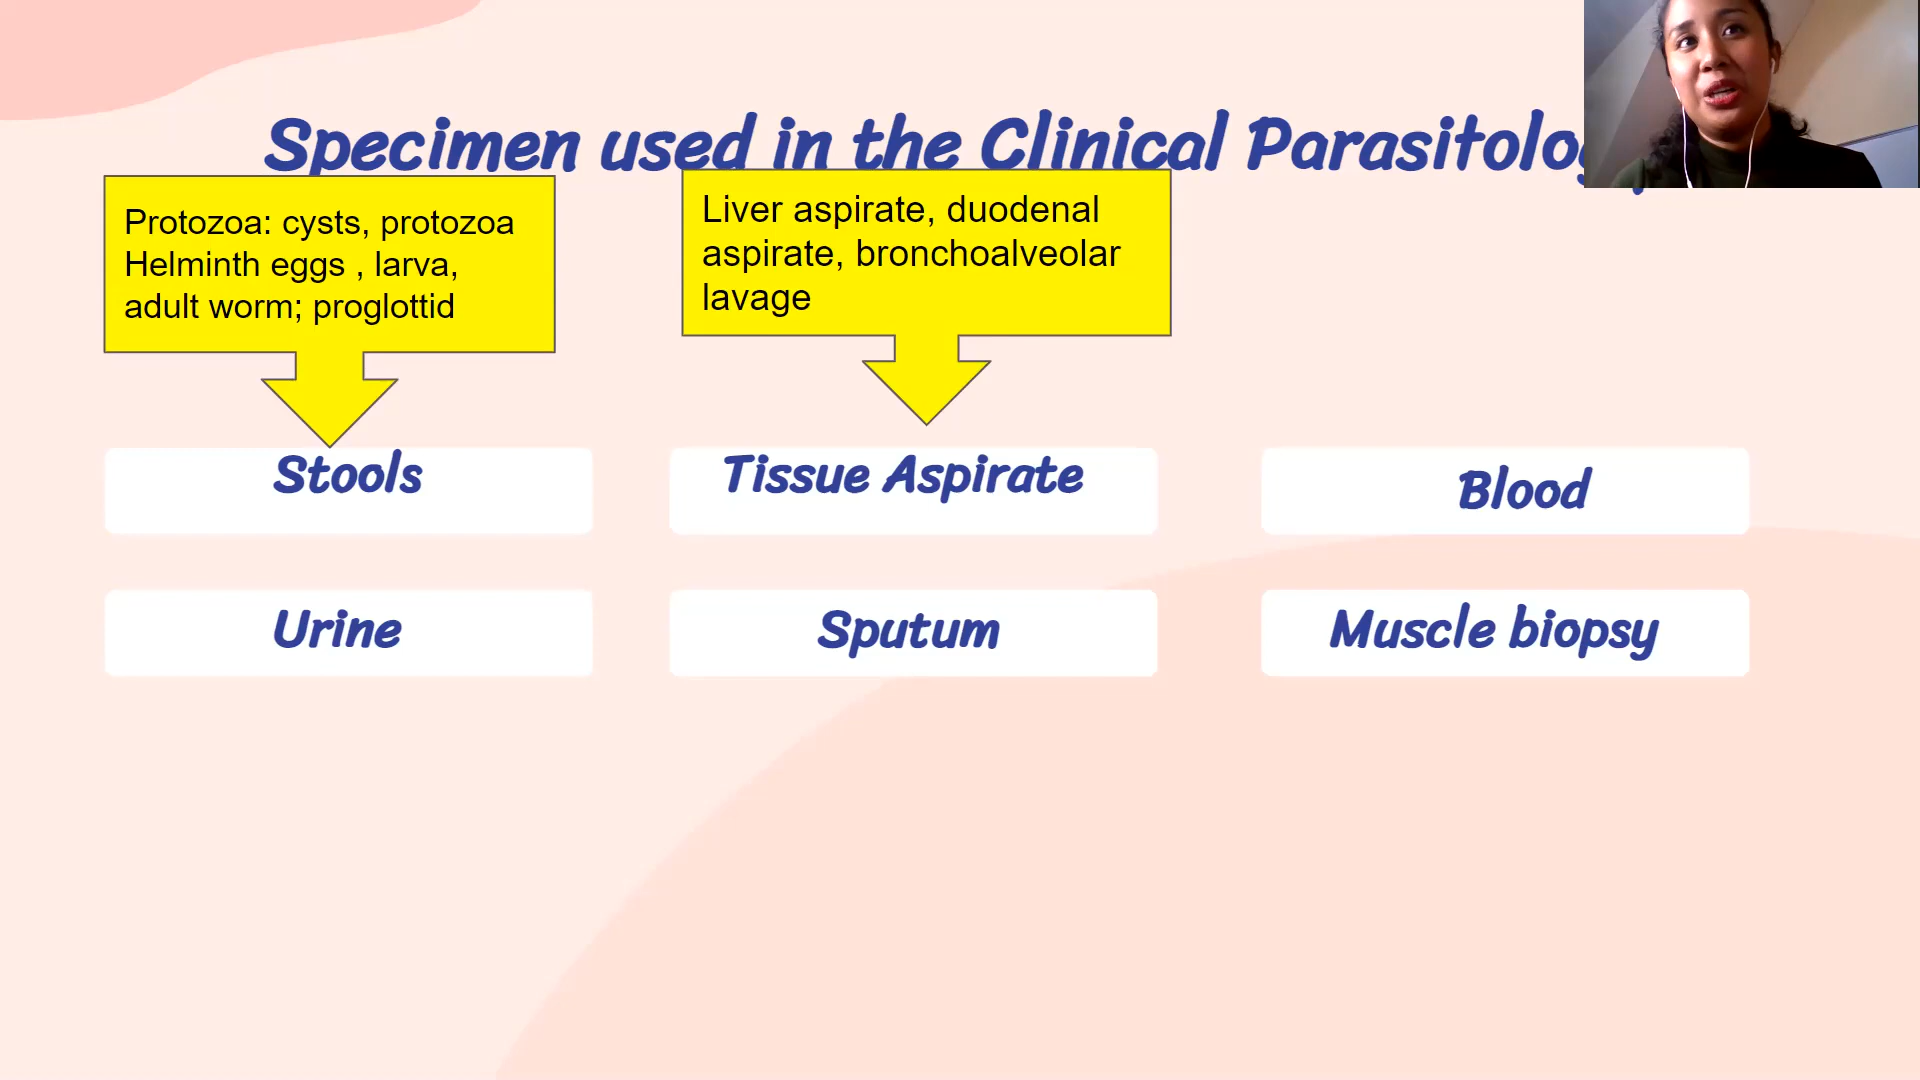 Specimen used in the Clinical
Protozoa: cysts, protozoa
Helminth eggs , larva,
adult worm; proglottid
Liver aspirate, duodenal
aspirate, bronchoalveolar
lavage
Stools
Tissue Aspirate
Blood
Urine
Sputum
Muscle biopsy